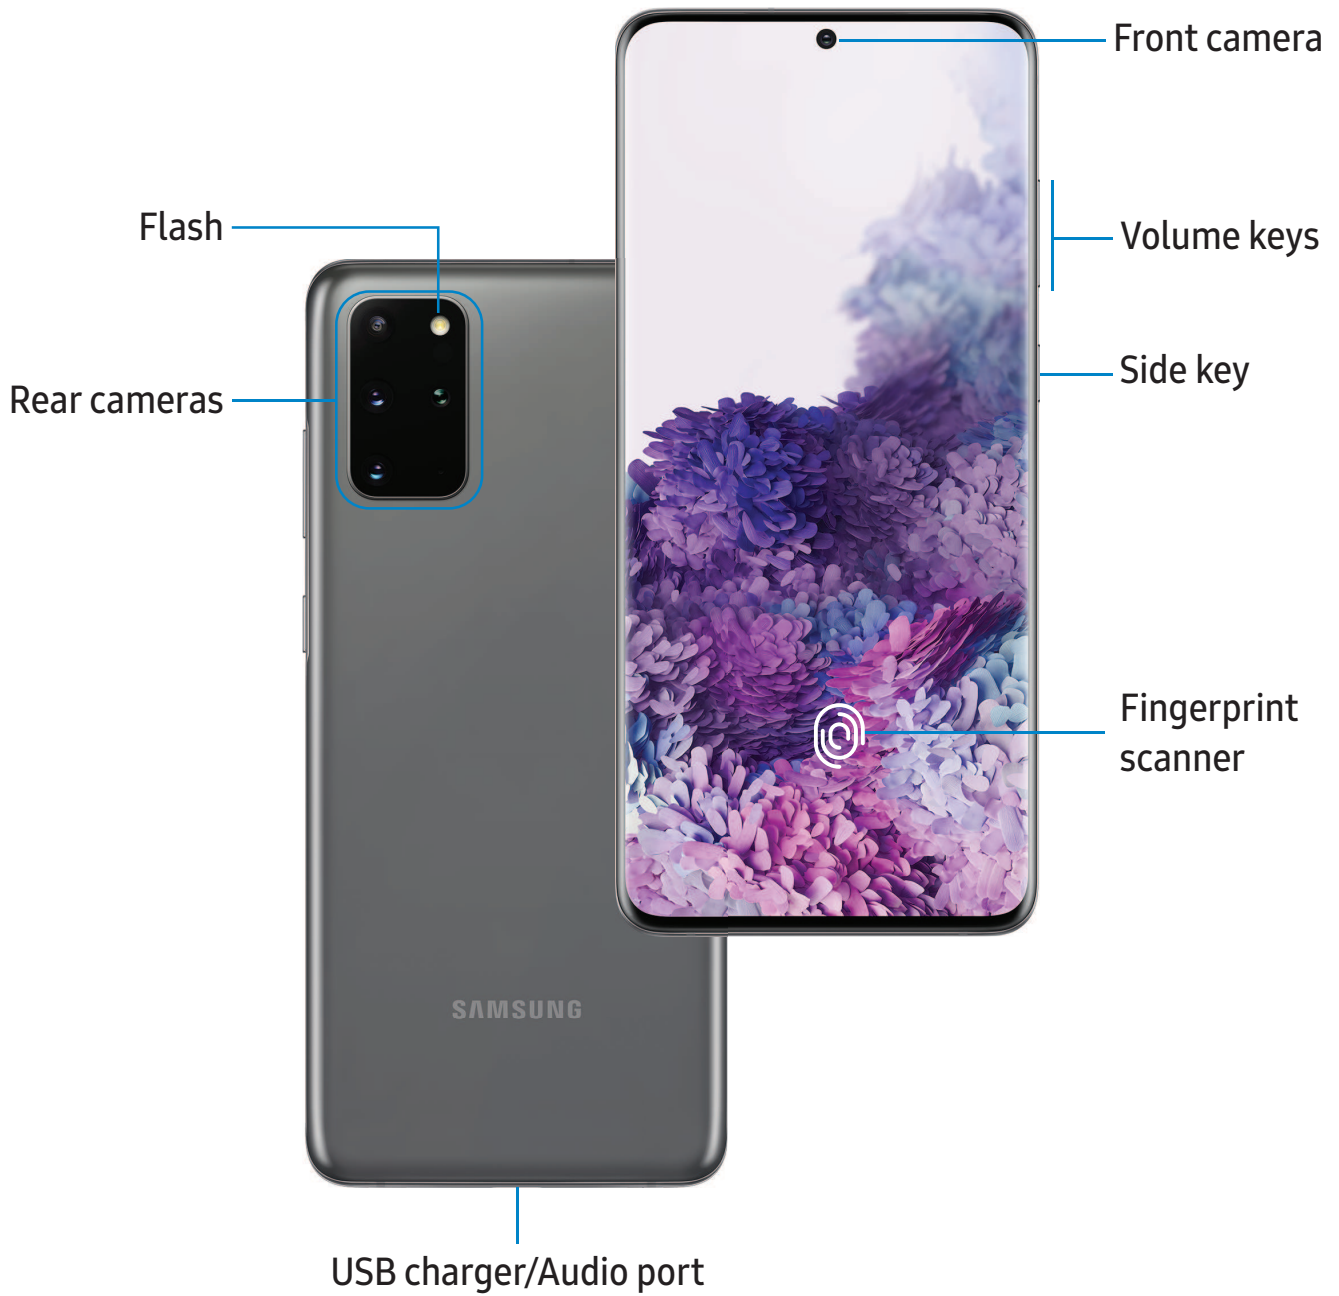 Front camera
Flash
Volume keys
Side key
Rear cameras
Fingerprint
scanner
SAMSUNG
USB charger/Audio port